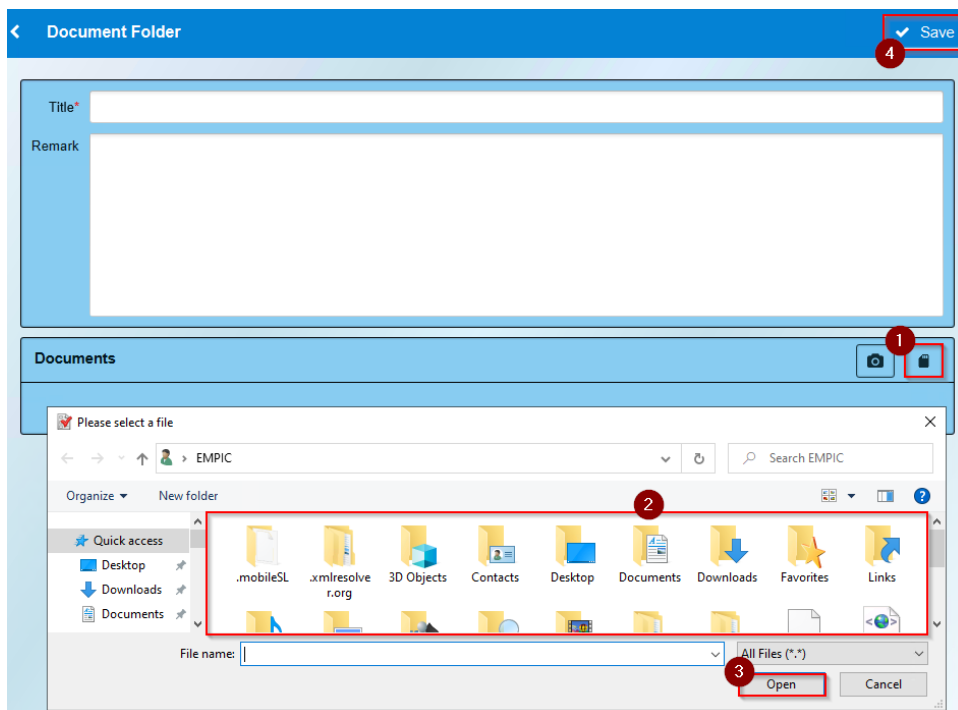 Document Folder
Save
4
Title*
Remark
1
Documents
Please select a file
EMPIC
Search EMPIC
Organize
New folder
2
Quick access
Desktop
Downloads
Documents
.mobileSL
.xmlresolve
r.org
3D Objects
Contacts
Desktop
Documents
Downloads
Favorites
Links
File name:
All Files (*.*)
3
Open
Cancel